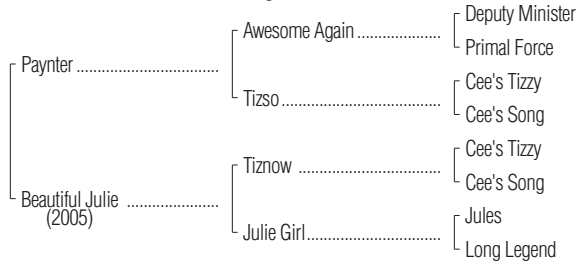 Deputy Minister
Awesome Again ..................
Primal Force
Paynter ...............................
Cee's Tizzy
Tizso ...................................
Cee's Song
Cee's Tizzy
Tiznow ...............................
Cee's Song
Beautiful Julie ....................
(2005)
Jules
Julie Girl .............................
Long Legend